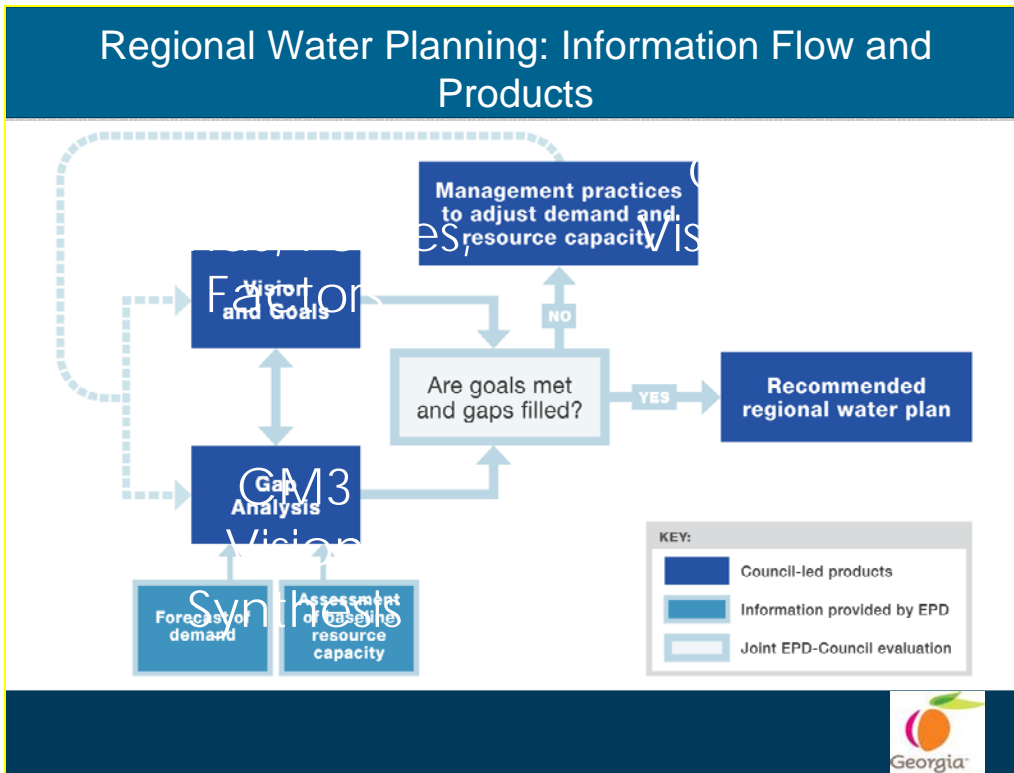 Regional Water Planning: Information Flow and
Products
Management practices
to adjust demand and
resource capacity
Vision
and Goals
Factors
NO
Are goals met
and gaps filled?
YES
Recommended
regional water plan
Gap
Analysis
CM3
Vision
Synthesis
Forecast of
demand
Assessment
of baseline
resource
capacity
KEY:
Council-led products
Information provided by EPD
Joint EPD-Council evaluation
Georgia